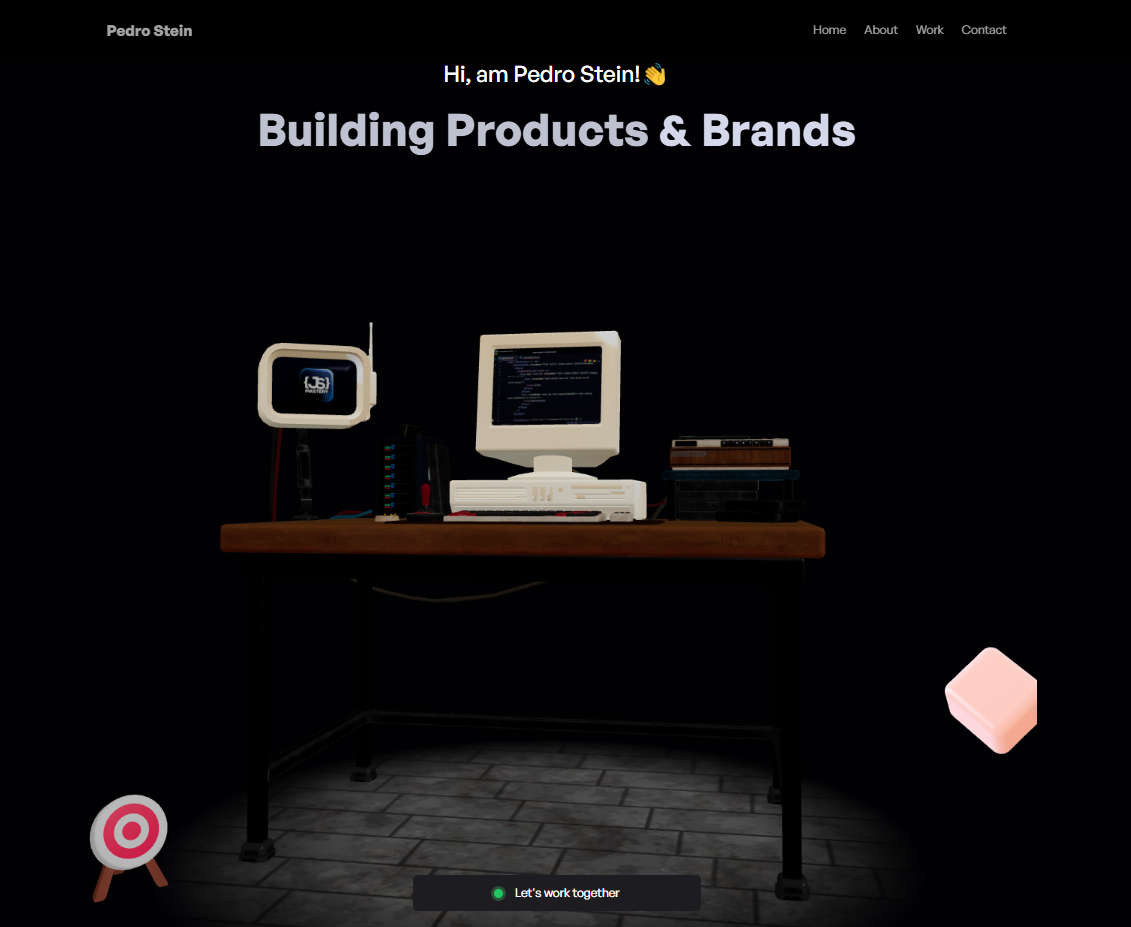 Pedro Stein
Home About Work Contact
Hi, am Pedro Stein!👋
Building Products & Brands
{JS}
MASTERY
Let's work together